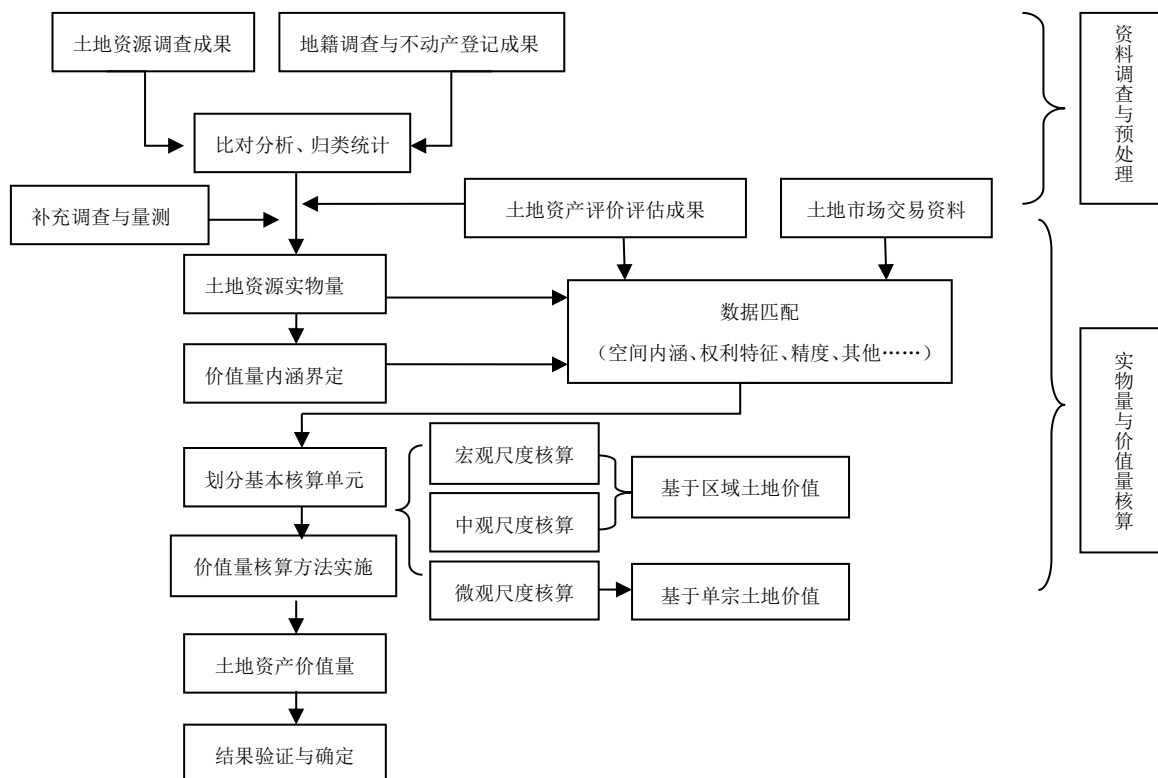 土地资源调查成果
地籍调查与不动产登记成果
资料调查与预处理
比对分析、归类统计
补充调查与量测
土地资产评价评估成果
土地市场交易资料
土地资源实物量
数据匹配
（空间内涵、权利特征、精度、其他……）
价值量内涵界定
实物量与价值量核算
划分基本核算单元
宏观尺度核算
基于区域土地价值
中观尺度核算
价值量核算方法实施
微观尺度核算
基于单宗土地价值
土地资产价值量
结果验证与确定